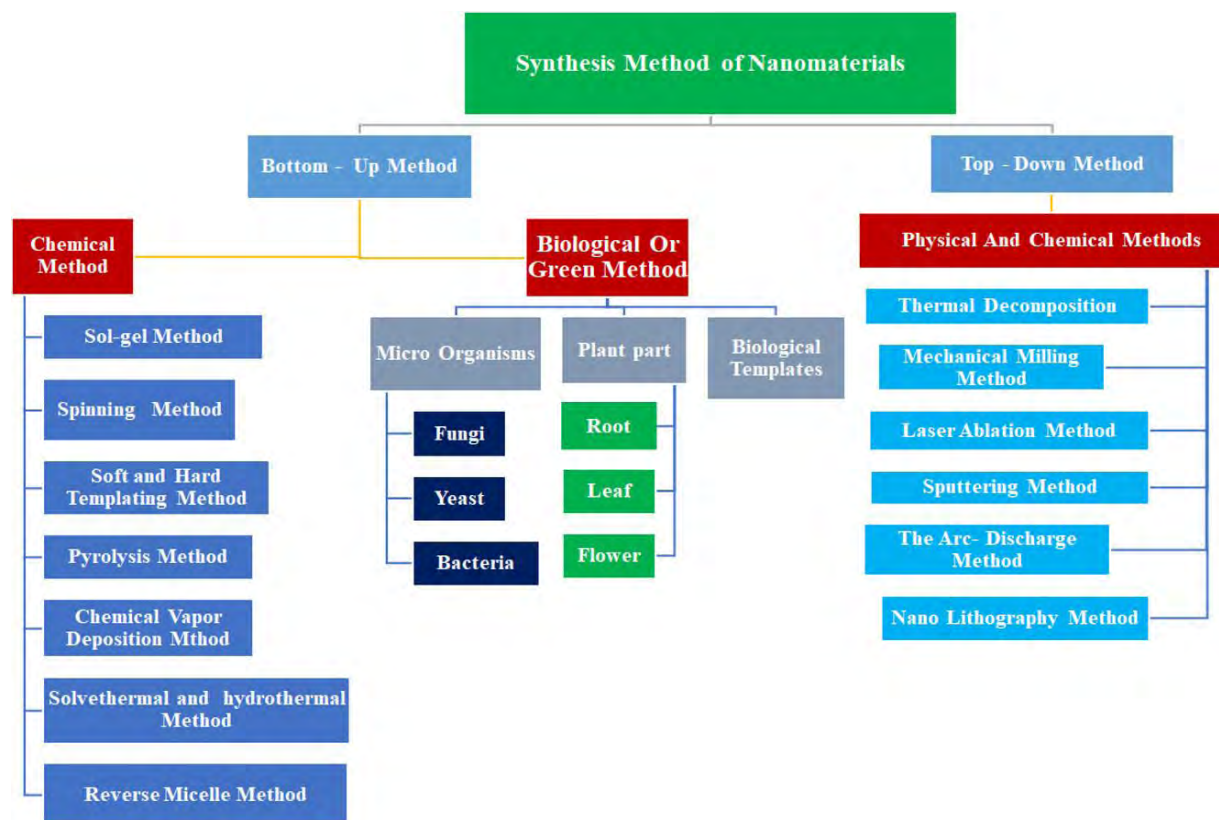 Synthesis Method of Nanomaterials
Bottom - Up Method
Top - Down Method
Chemical
Method
Biological Or
Green Method
Physical And Chemical Methods
Sol-gel Method
Spinning Method
Soft and Hard
Templating Method
Pyrolysis Method
Chemical Vapor
Deposition Mthod
Solvethermal and hydrothermal
Method
Reverse Micelle Method
Micro Organisms
Fungi
Yeast
Bacteria
Plant part
Root
Leaf
Flower
Biological
Templates
Thermal Decomposition
Mechanical Milling
Method
Laser Ablation Method
Sputtering Method
The Arc- Discharge
Method
Nano Lithography Method